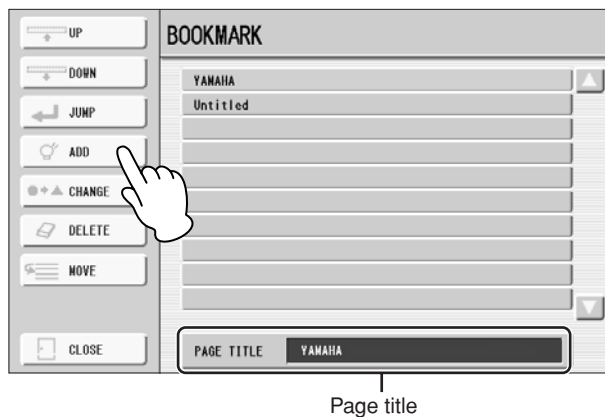 UP
DOWN
JUMP
ADD
CHANGE
DELETE
MOVE
CLOSE
BOOKMARK
YAMAHA
Untitled
PAGE TITLE YAMAHA
Page title